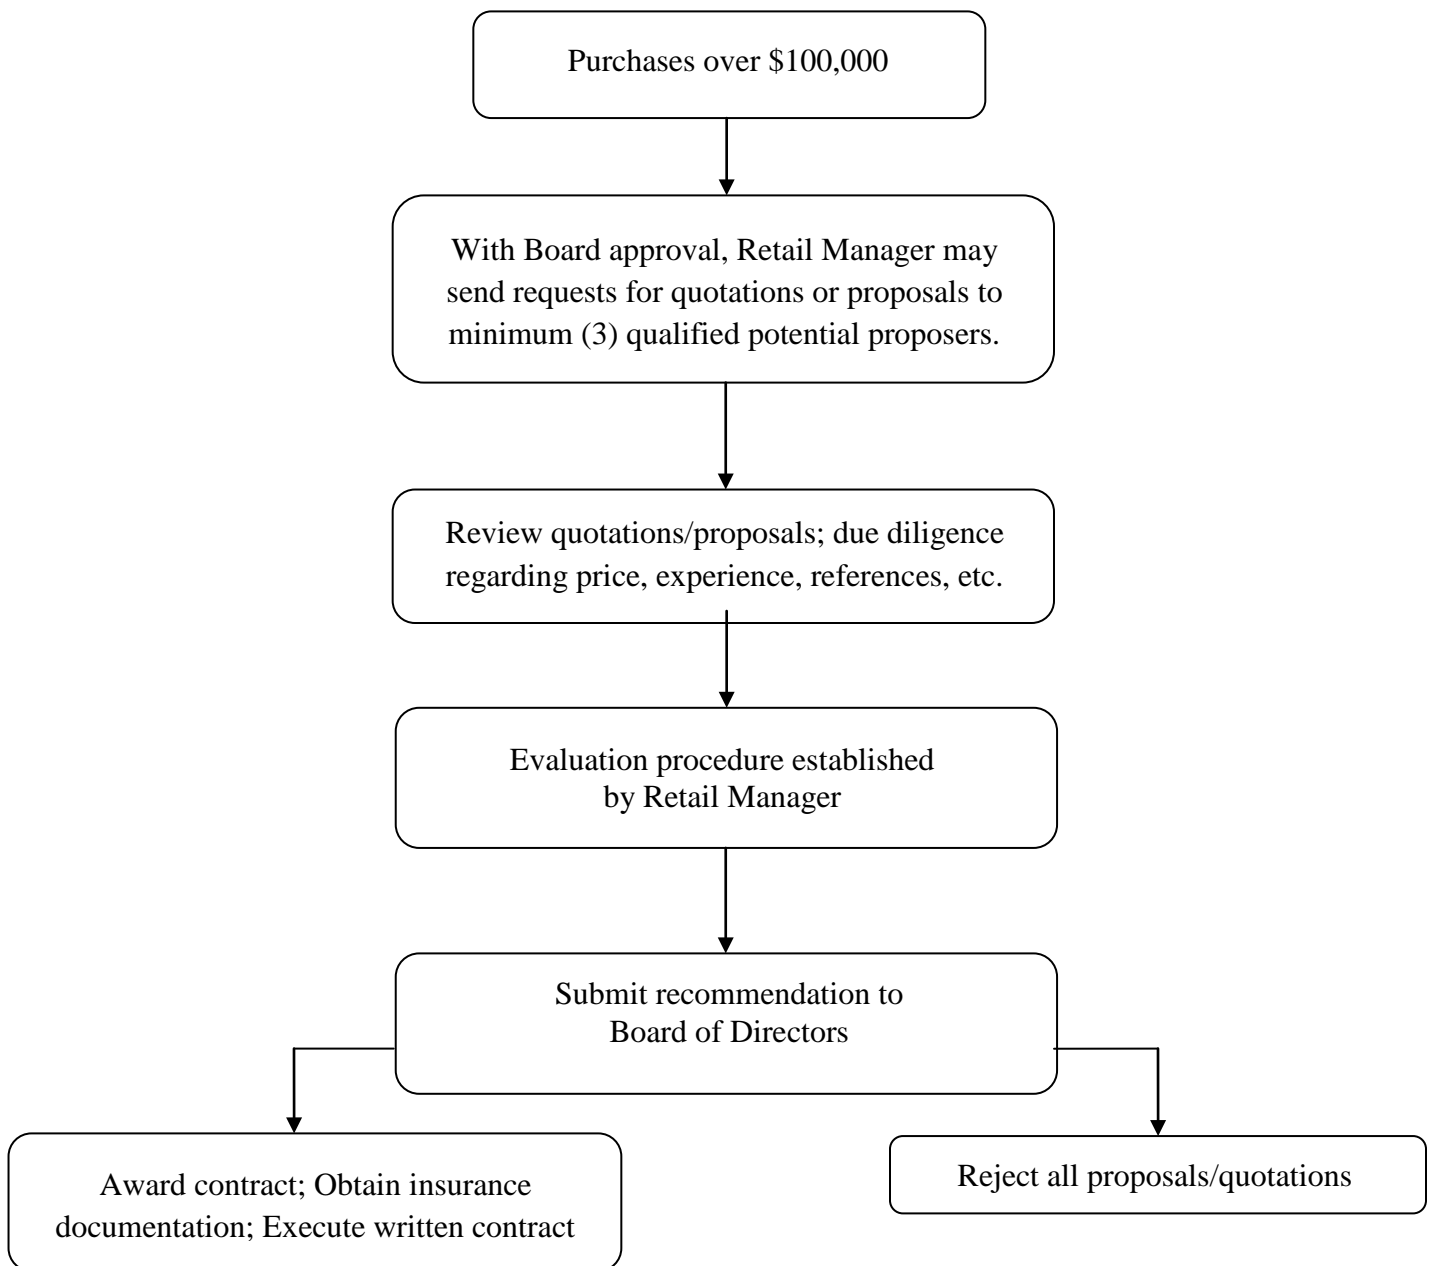 Purchases over $100,000
With Board approval, Retail Manager may
send requests for quotations or proposals to
minimum (3) qualified potential proposers.
Review quotations/proposals; due diligence
regarding price, experience, references, etc.
Evaluation procedure established
by Retail Manager
Submit recommendation to
Board of Directors
Award contract; Obtain insurance
documentation; Execute written contract
Reject all proposals/quotations